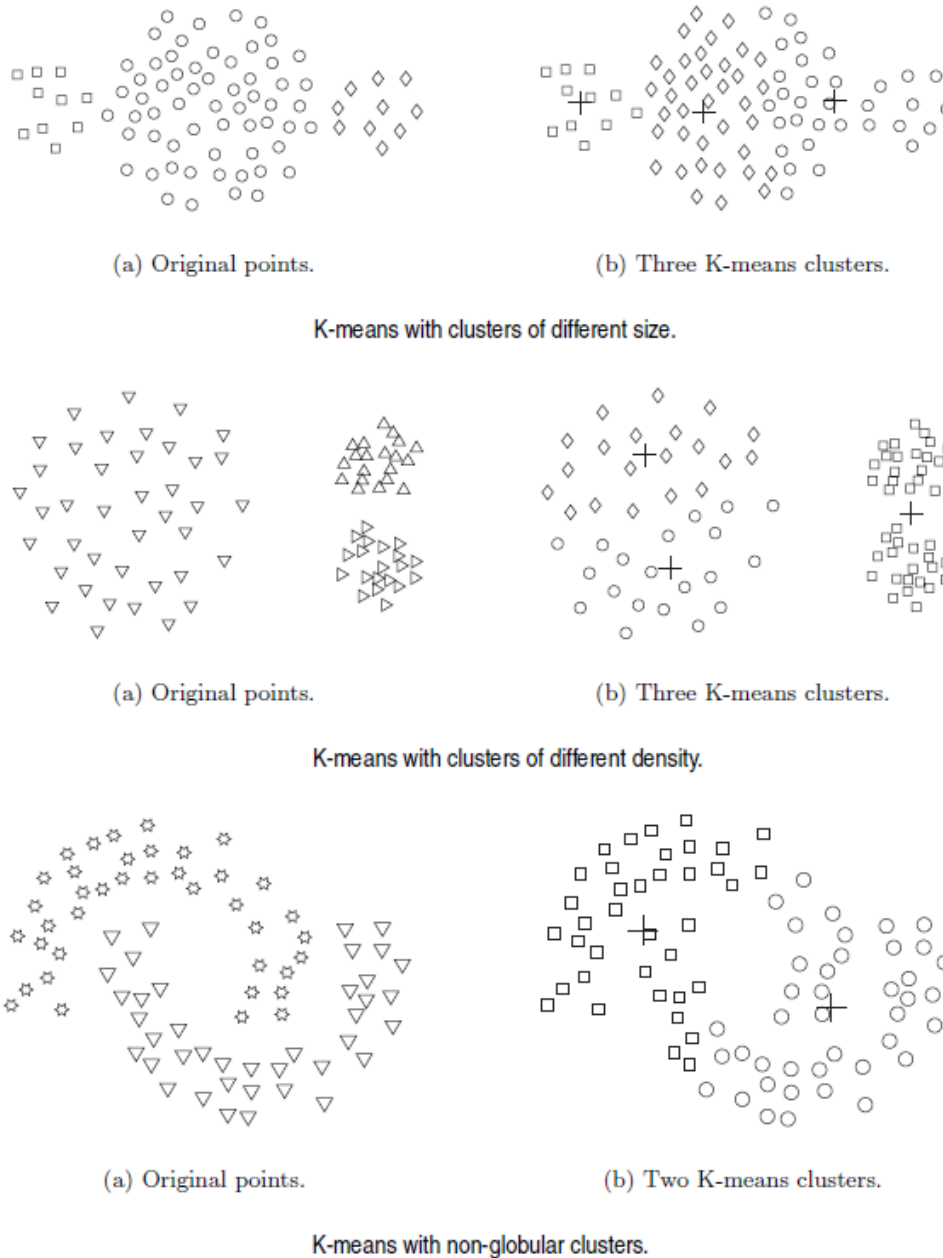 (a) Original points.
(b) Three K-means clusters.
K-means with clusters of different size.
(a) Original points.
(b) Three K-means clusters.
K-means with clusters of different density.
(a) Original points.
(b) Two K-means clusters.
K-means with non-globular clusters.